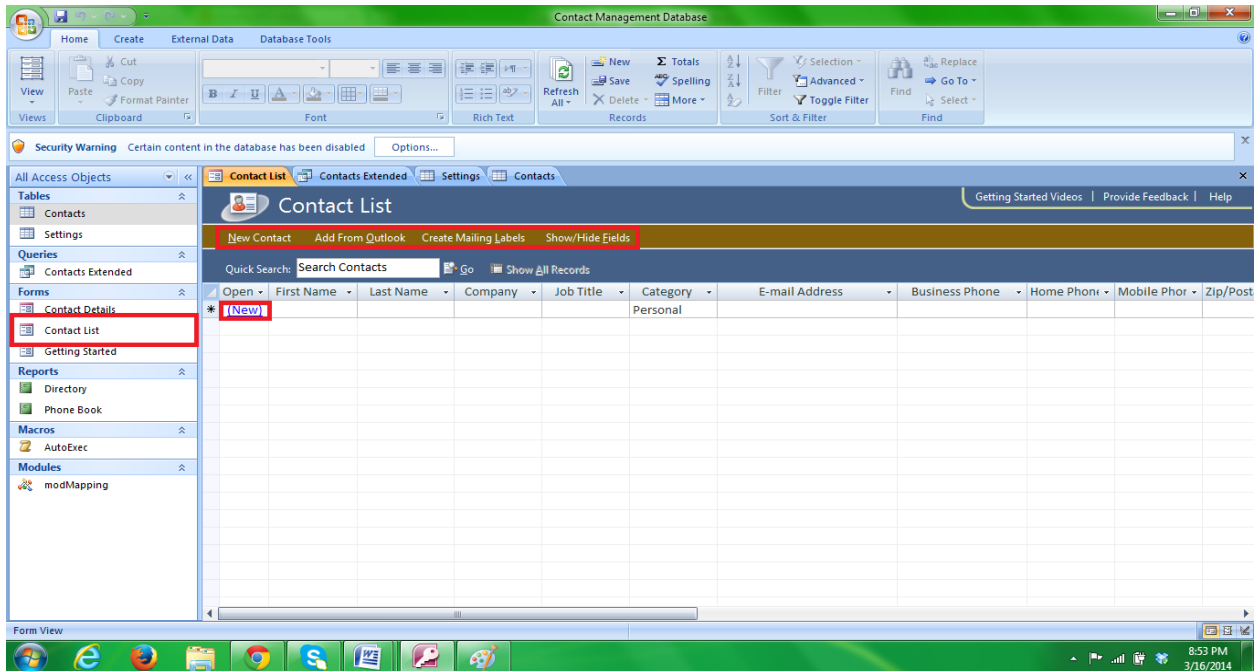 Contact Management Database
Home Create External Data Database Tools
View
Paste
Cut
Copy
Format Painter
B I U A
ab
Refresh All
New
Save
Delete
Σ Totals
ABC Spelling
More
Filter
Selection
Advanced
Toggle Filter
Find
Replace
Go To
Select
Views Clipboard Font Rich Text Records Sort & Filter Find
Security Warning Certain content in the database has been disabled Options...
All Access Objects
Tables
Contacts
Settings
Queries
Contacts Extended
Forms
Contact Details
Contact List
Getting Started
Reports
Directory
Phone Book
Macros
AutoExec
Modules
modMapping
Contact List Contacts Extended Settings Contacts
Contact List
Getting Started Videos | Provide Feedback | Help
New Contact Add From Outlook Create Mailing Labels Show/Hide Fields
Quick Search: Search Contacts Go Show All Records
Open First Name Last Name Company Job Title Category E-mail Address Business Phone Home Phone Mobile Phor Zip/Post
(New) Personal
Form View
8:53 PM
3/16/2014